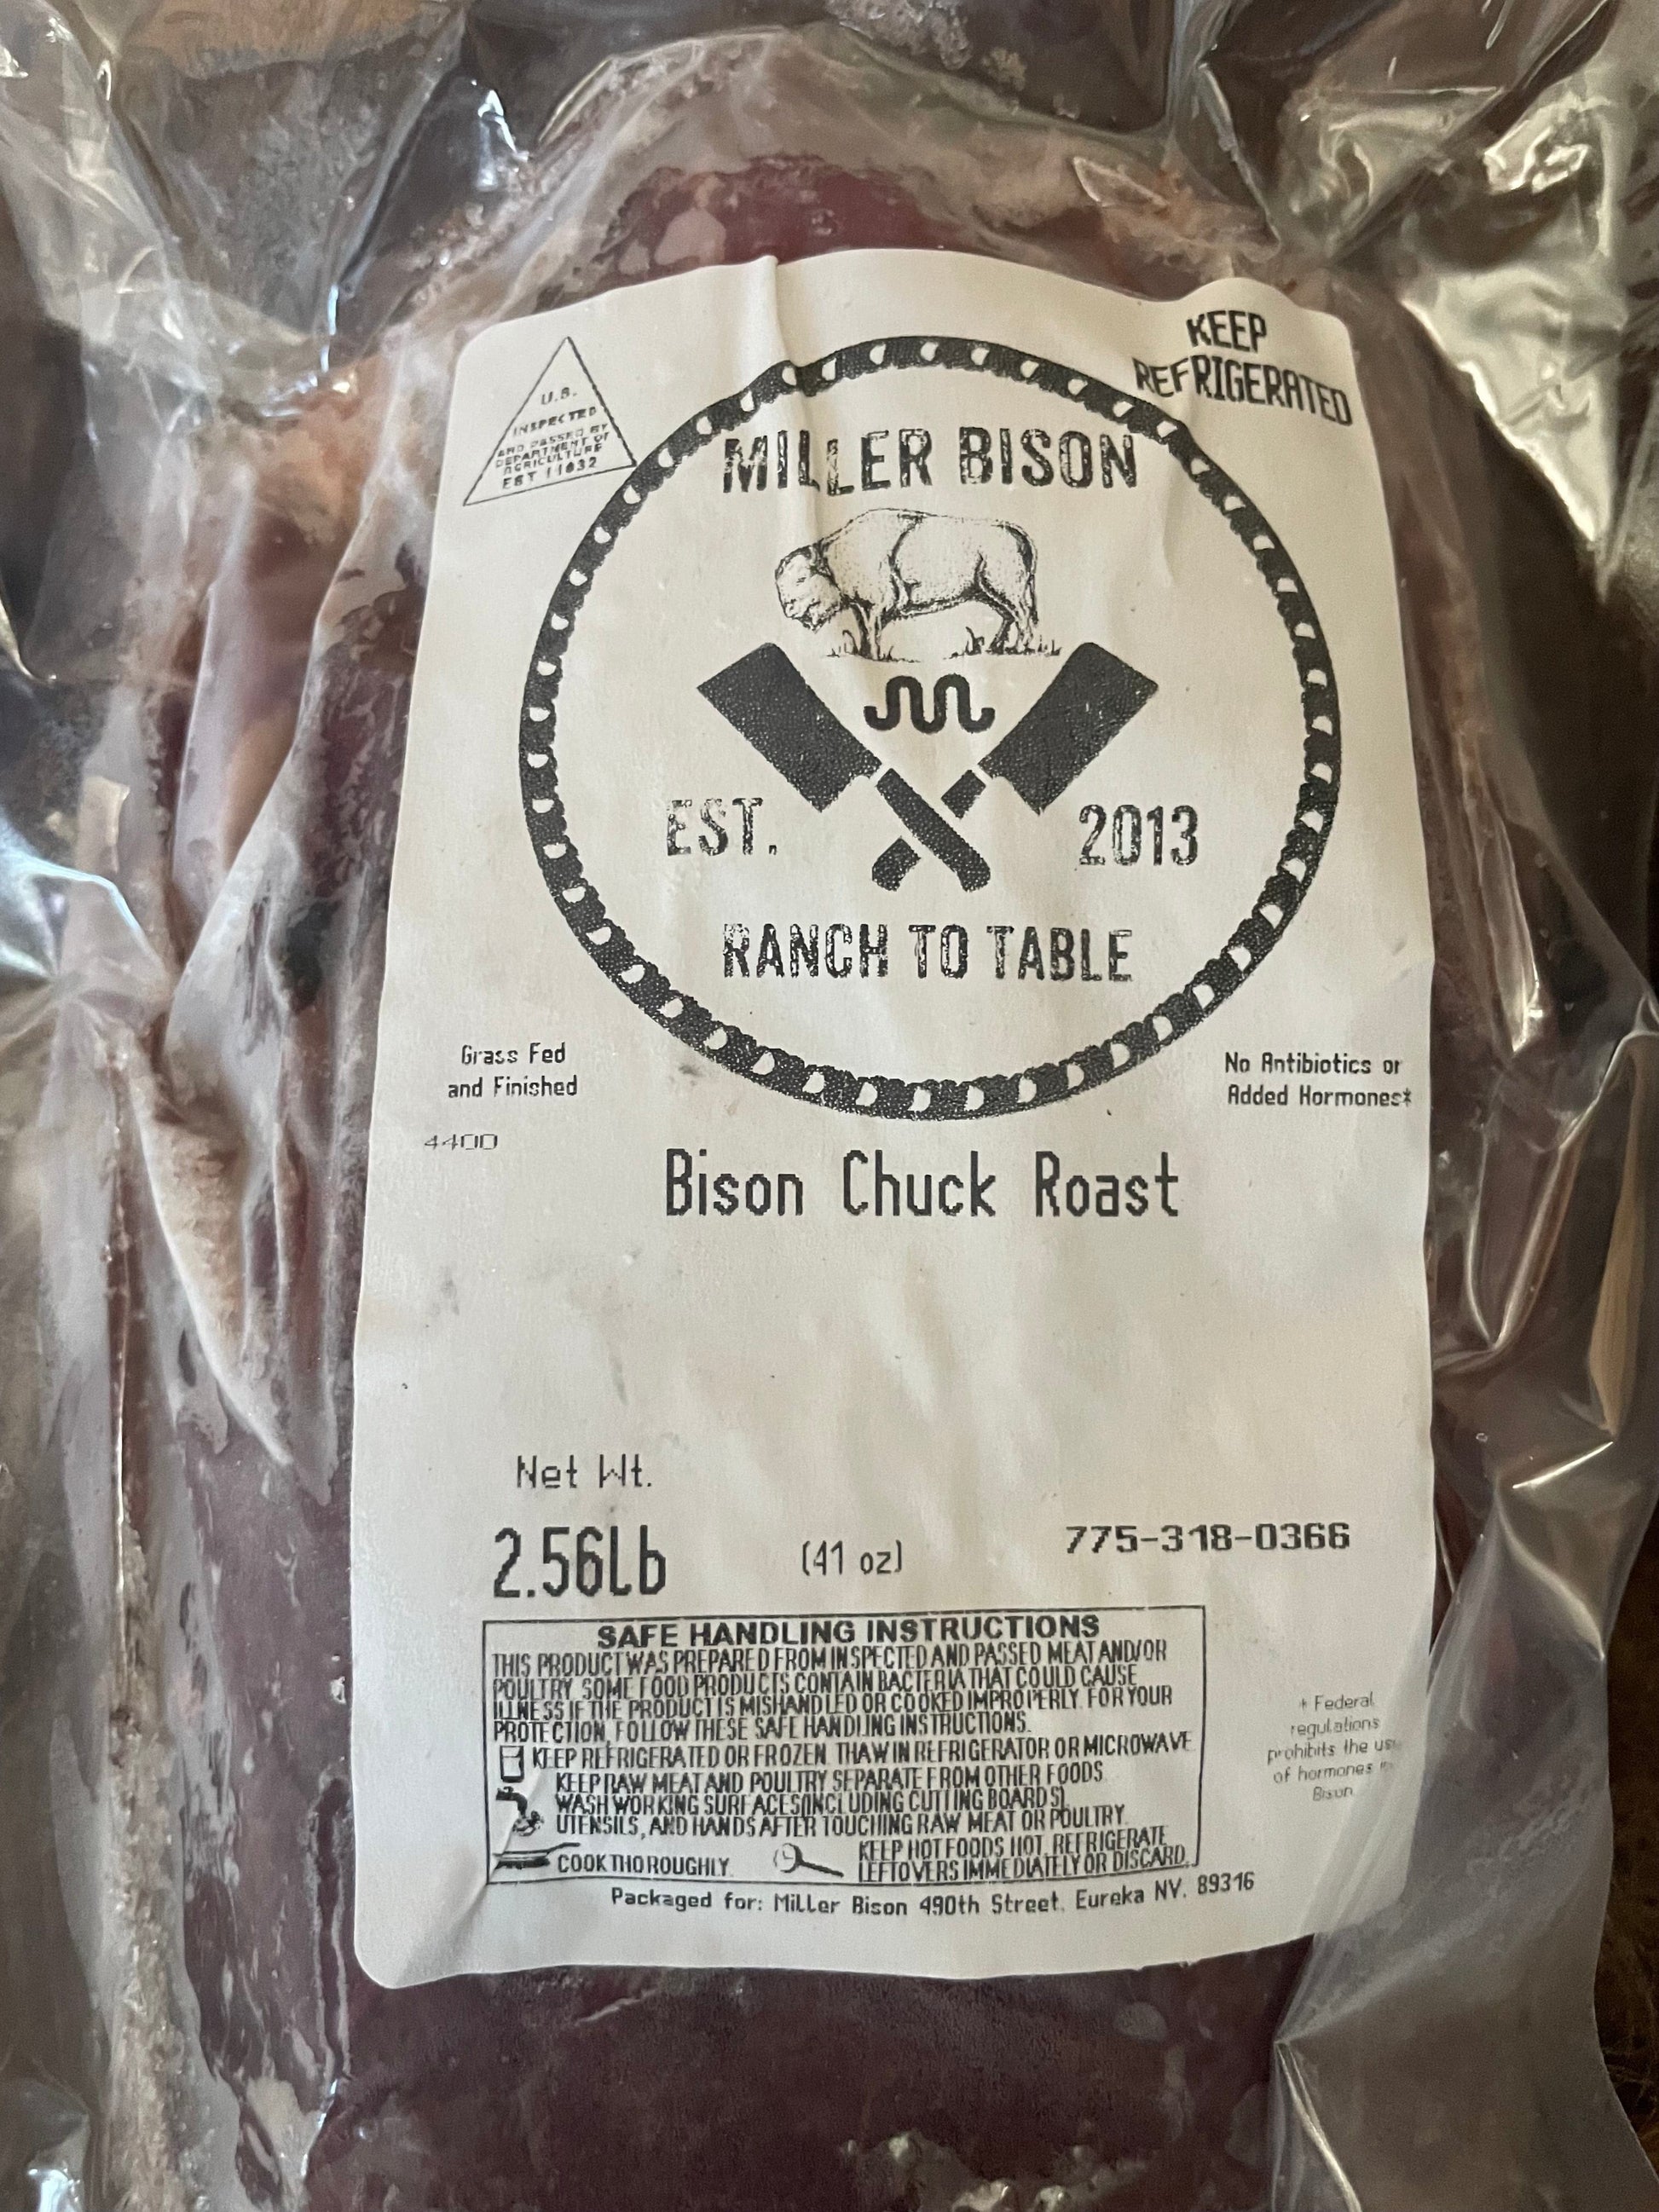 U.S.
INSPECTED
AND PASSED BY
DEPARTMENT OF
AGRICULTURE
EST 11032
KEEP
REFRIGERATED
MILLER BISON
EST. 2013
RANCH TO TABLE
Grass Fed
and Finished
No Antibiotics or
Added Hormones*
4400
Bison Chuck Roast
Net Wt.
2.56Lb (41 oz) 775-318-0366
SAFE HANDLING INSTRUCTIONS
THIS PRODUCT WAS PREPARED FROM INSPECTED AND PASSED MEAT AND/OR
POULTRY. SOME FOOD PRODUCTS CONTAIN BACTERIA THAT COULD CAUSE
ILLNESS IF THE PRODUCT IS MISHANDLED OR COOKED IMPROPERLY. FOR YOUR
PROTECTION, FOLLOW THESE SAFE HANDLING INSTRUCTIONS.
KEEP REFRIGERATED OR FROZEN. THAW IN REFRIGERATOR OR MICROWAVE.
KEEP RAW MEAT AND POULTRY SEPARATE FROM OTHER FOODS.
WASH WORKING SURFACES(INCLUDING CUTTING BOARDS),
UTENSILS, AND HANDS AFTER TOUCHING RAW MEAT OR POULTRY.
COOK THOROUGHLY.
KEEP HOT FOODS HOT. REFRIGERATE
LEFTOVERS IMMEDIATELY OR DISCARD.
* Federal
regulations
prohibits the use
of hormones in
Bison
Packaged for: Miller Bison 490th Street, Eureka NV. 89316